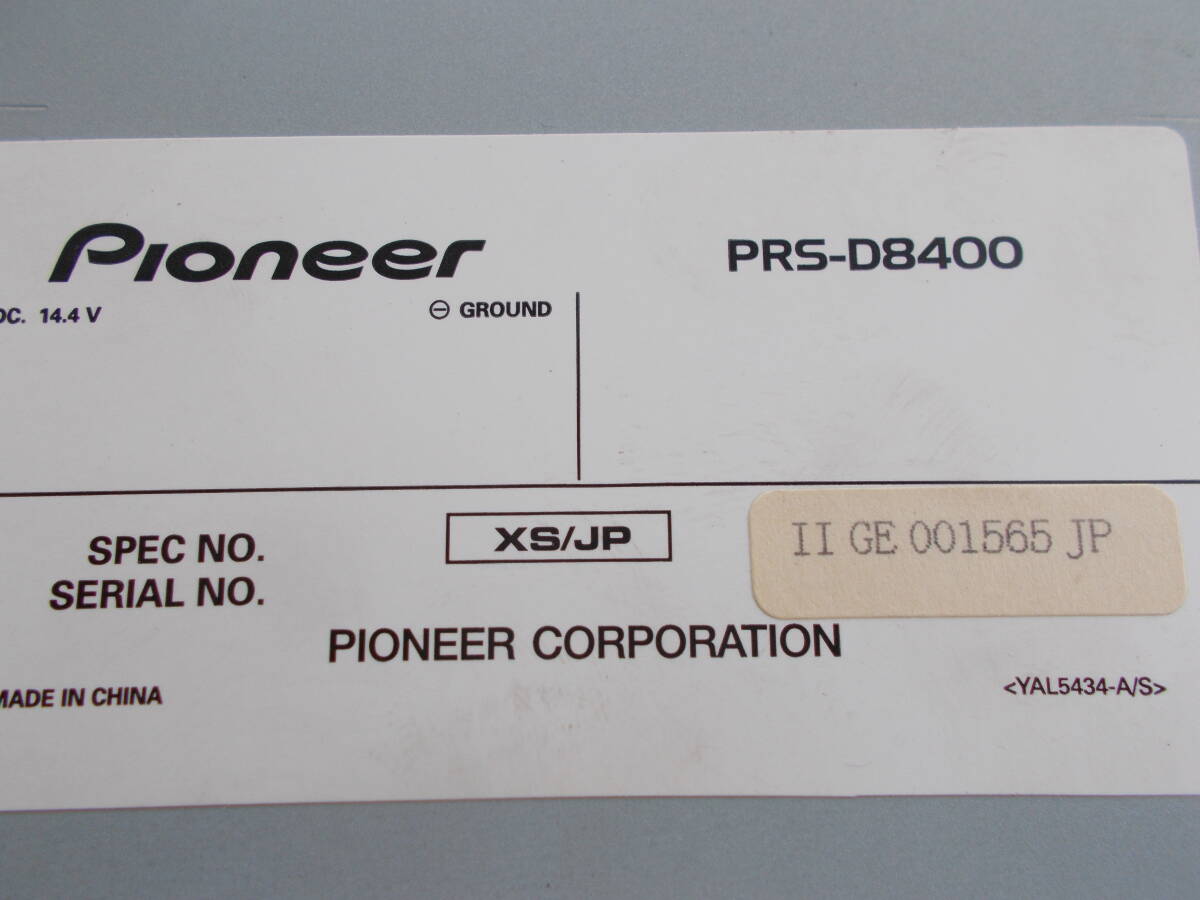 Pioneer PRS-D8400
DC. 14.4 V ⊖ GROUND
SPEC NO. XS/JP
II GE 001565 JP
SERIAL NO.
PIONEER CORPORATION
MADE IN CHINA <YAL5434-A/S>